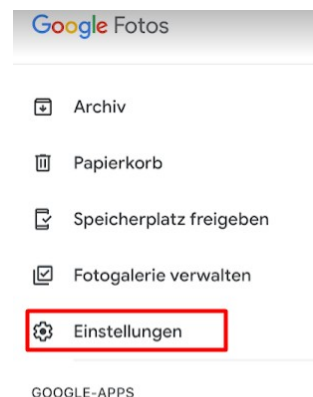 Google Fotos
Archiv
Papierkorb
Speicherplatz freigeben
Fotogalerie verwalten
Einstellungen
GOOGLE-APPS